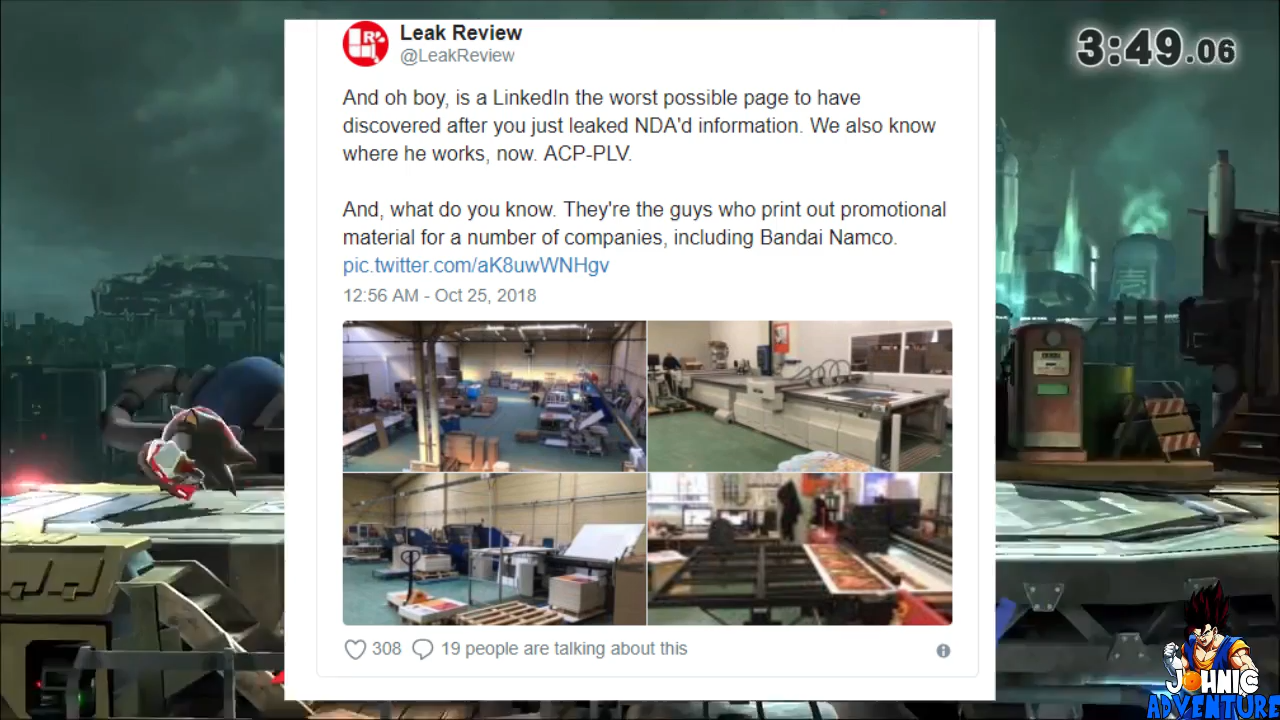 Leak Review
3:49.06
@LeakReview
And oh boy, is a LinkedIn the worst possible page to have
discovered after you just leaked NDA'd information. We also know
where he works, now. ACP-PLV.
And, what do you know. They're the guys who print out promotional
material for a number of companies, including Bandai Namco.
pic.twitter.com/aK8uwWNHgv
12:56 AM - Oct 25, 2018
308
19 people are talking about this
JOHNIC
ADVENTURE